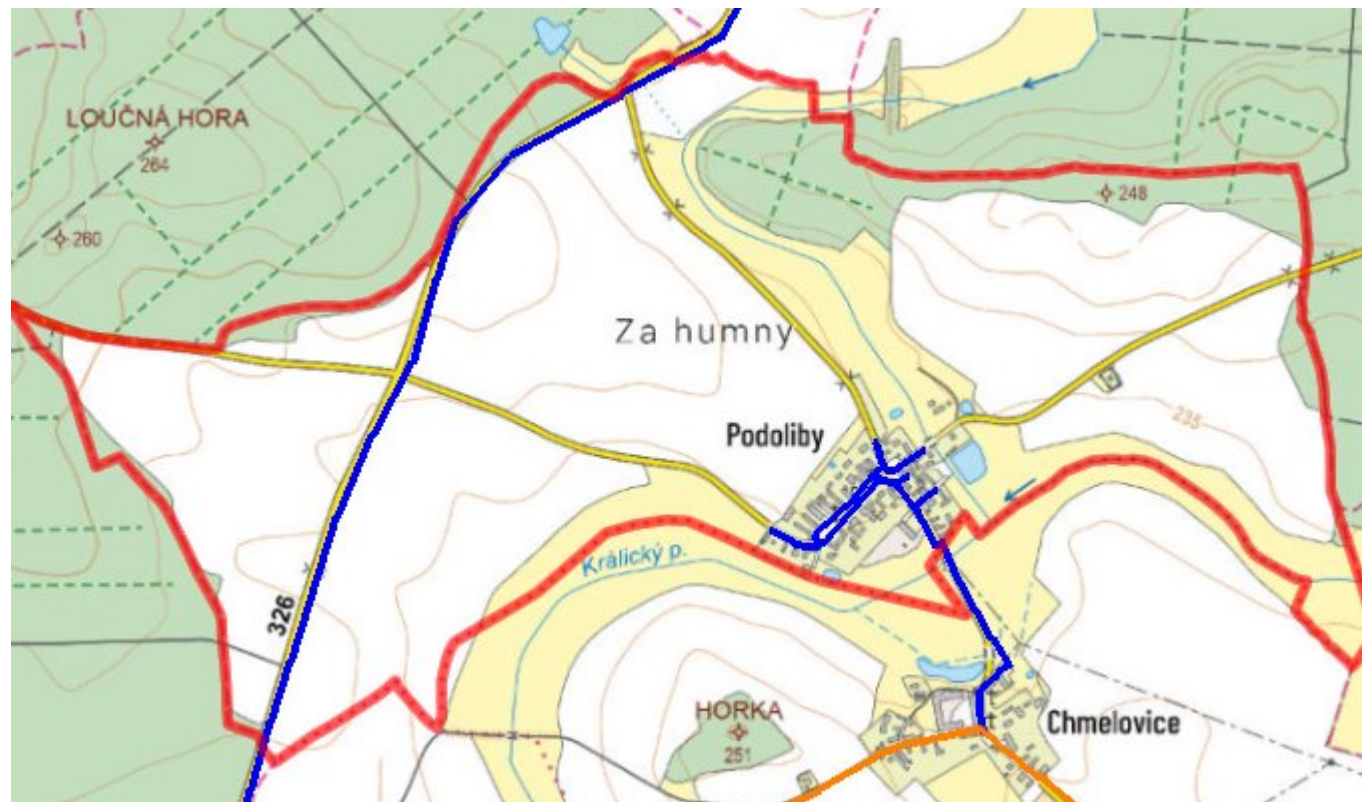 LOUČNÁ HORA
264
260
248
Za humny
235
Podoliby
Králický p.
326
HORKA
251
Chmelovice